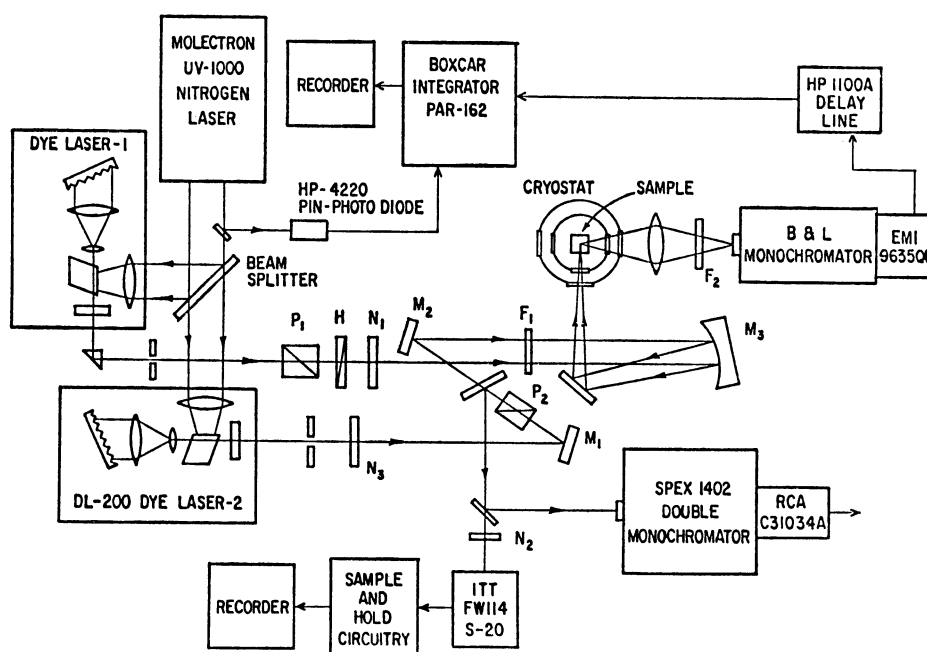 MOLECTRON
UV-1000
NITROGEN
LASER
RECORDER
BOXCAR
INTEGRATOR
PAR-162
HP 1100A
DELAY
LINE
DYE LASER-1
HP-4220
PIN-PHOTO DIODE
CRYOSTAT
SAMPLE
B & L
MONOCHROMATOR
EMI
9635QB
F2
BEAM
SPLITTER
P1
H
N1
M2
F1
M3
P2
M1
N3
DL-200 DYE LASER-2
SPEX 1402
DOUBLE
MONOCHROMATOR
RCA
C31034A
N2
RECORDER
SAMPLE
AND
HOLD
CIRCUITRY
ITT
FW114
S-20